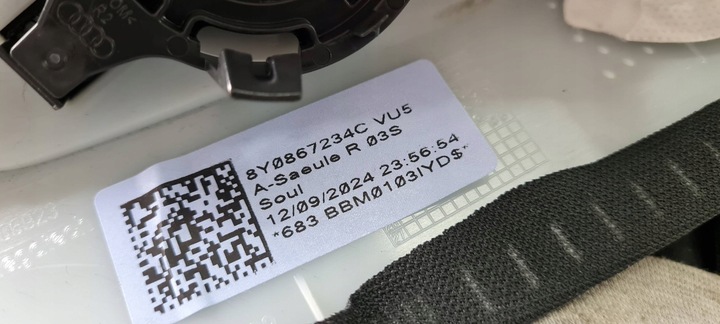 8Y0867234C VU5
A-Saeule R 03S
Soul
12/09/2024 23:56:54
*683 BBM0103IYD$*